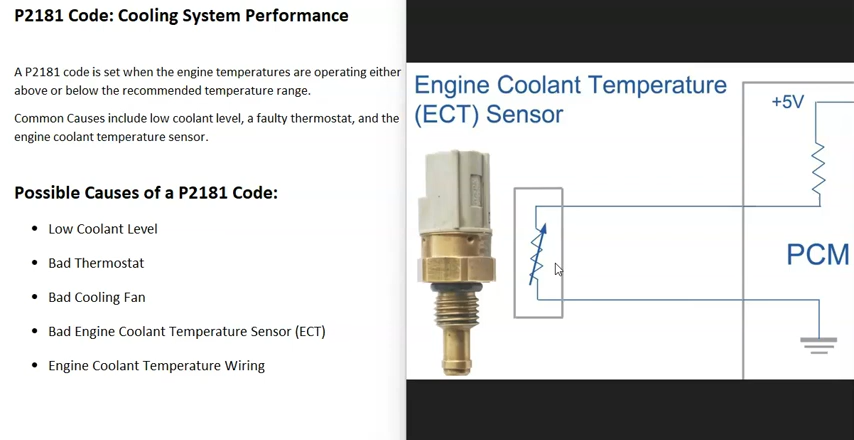 P2181 Code: Cooling System Performance
A P2181 code is set when the engine temperatures are operating either
above or below the recommended temperature range.
Common Causes include low coolant level, a faulty thermostat, and the
engine coolant temperature sensor.
Possible Causes of a P2181 Code:
• Low Coolant Level
• Bad Thermostat
• Bad Cooling Fan
• Bad Engine Coolant Temperature Sensor (ECT)
• Engine Coolant Temperature Wiring
Engine Coolant Temperature
(ECT) Sensor
+5V
PCM